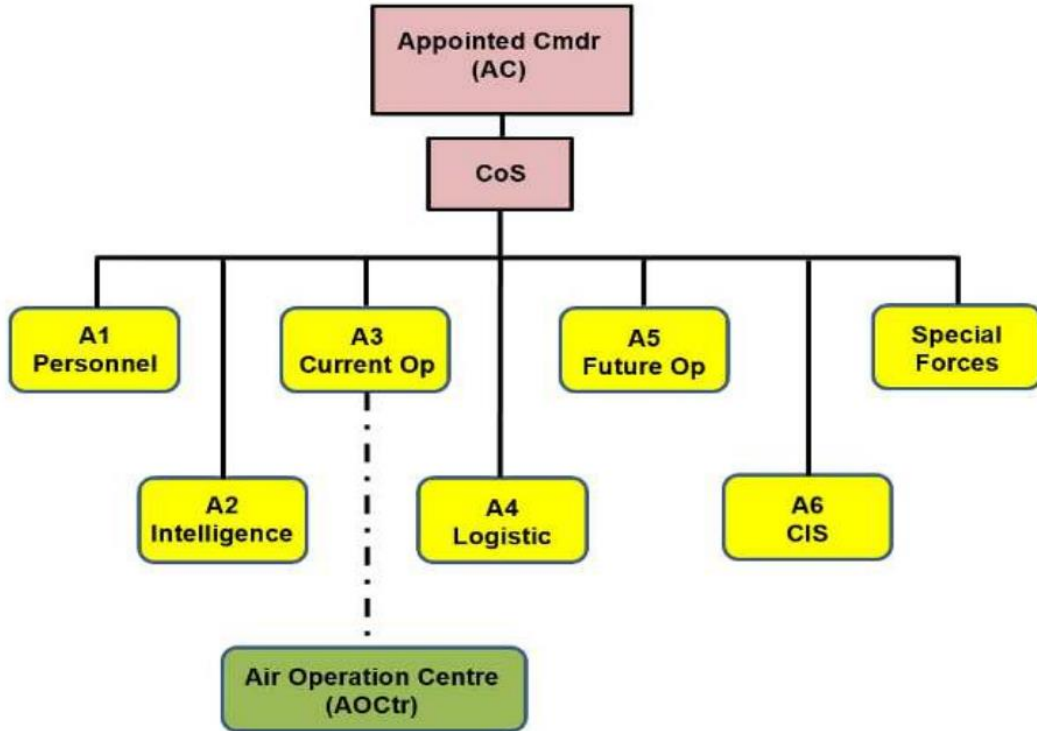 Appointed Cmdr
(AC)
CoS
A1
Personnel
A3
Current Op
A5
Future Op
Special
Forces
A2
Intelligence
A4
Logistic
A6
CIS
Air Operation Centre
(AOCtr)